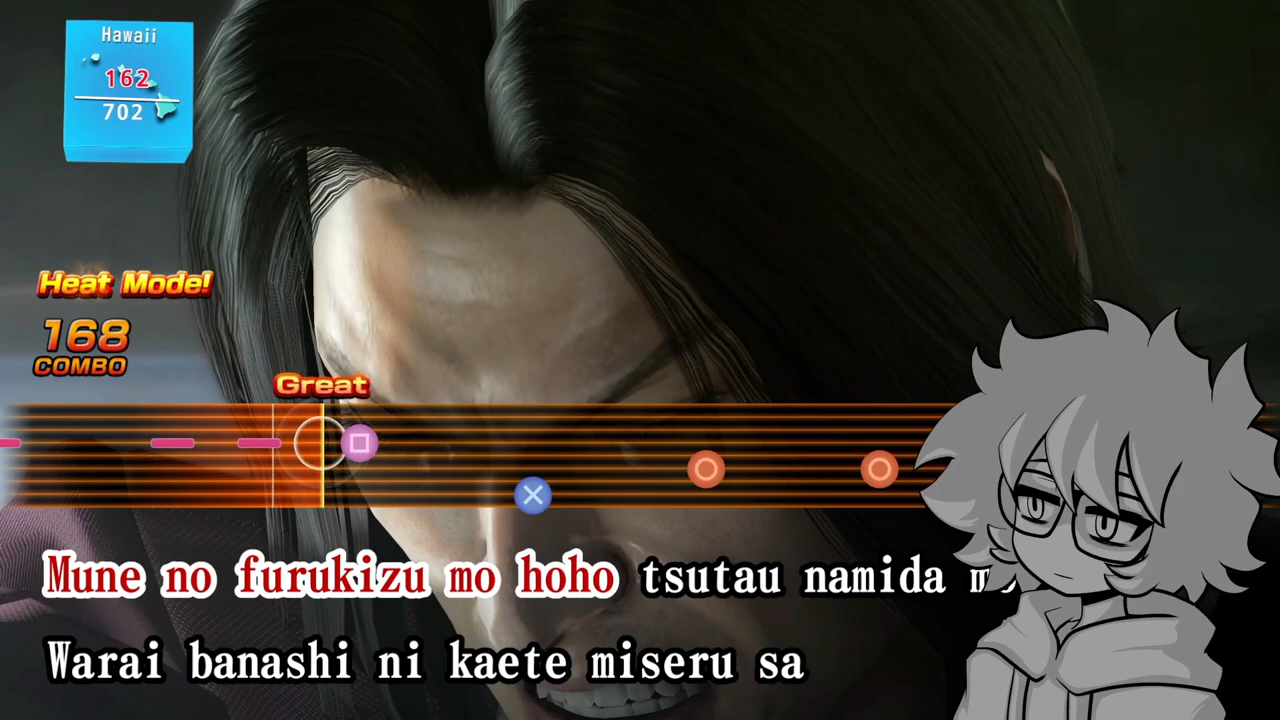 Hawaii
162
702
Heat Mode!
168
COMBO
Great
Mune no furukizu mo hoho tsutau namida
Warai banashi ni kaete miseru sa